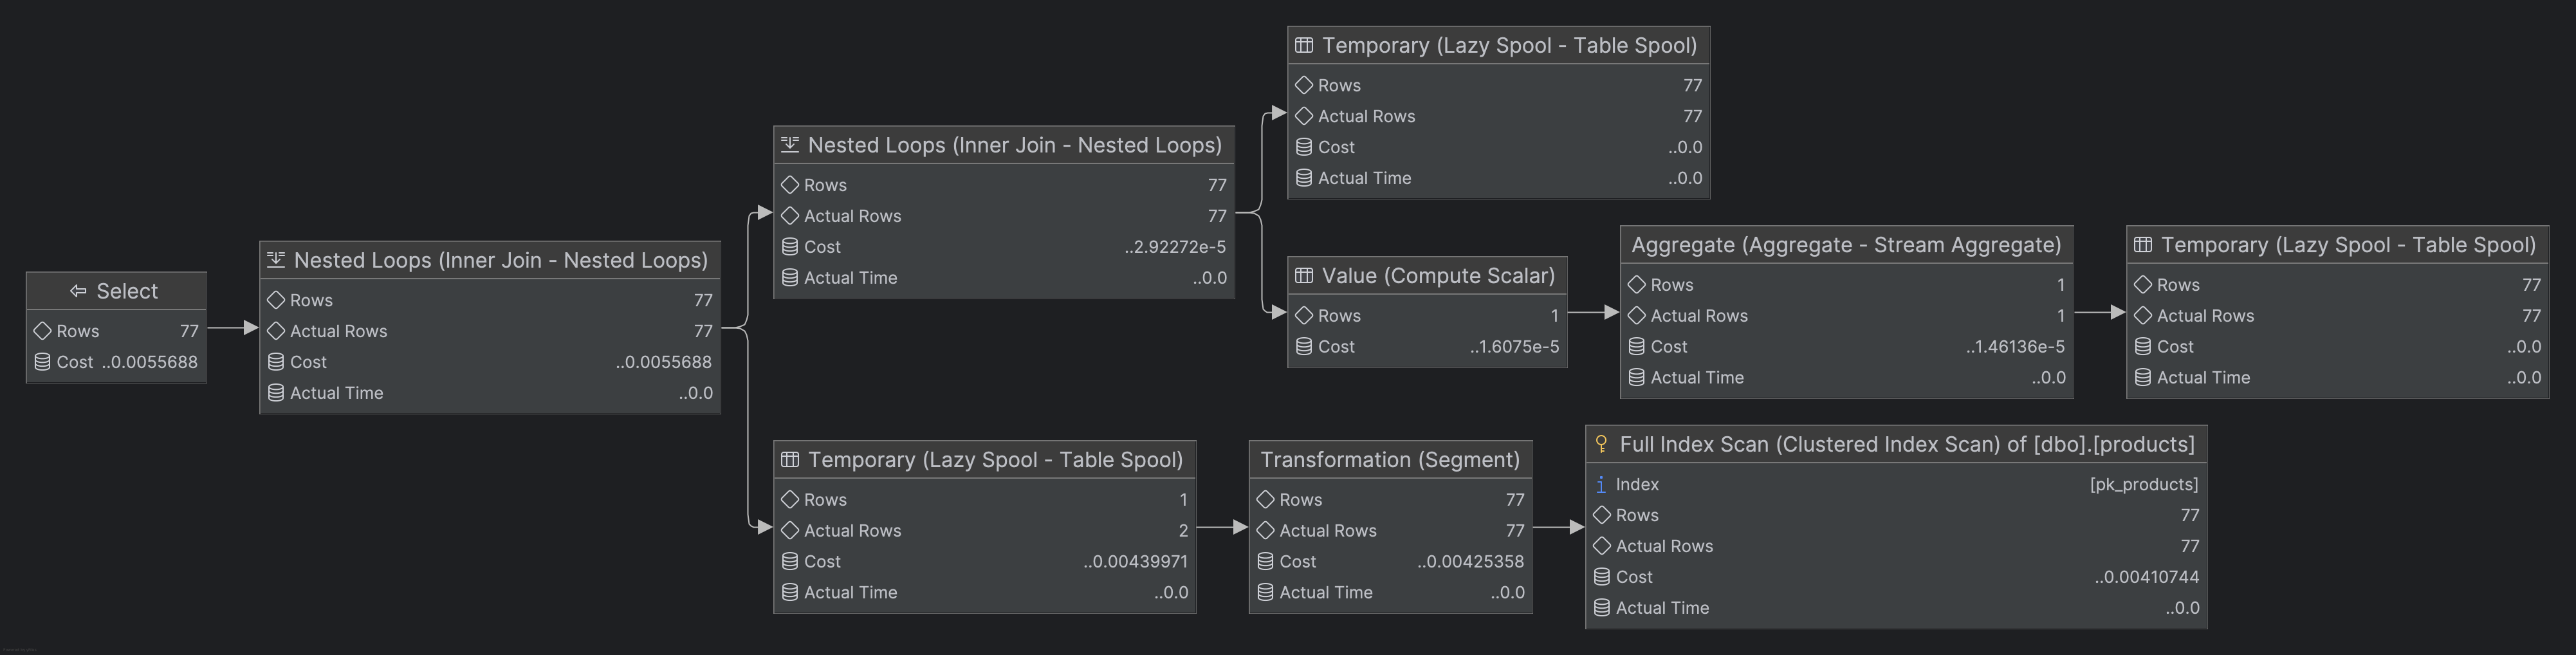 Select
Rows 77
Cost ..0.0055688
Nested Loops (Inner Join - Nested Loops)
Rows 77
Actual Rows 77
Cost ..0.0055688
Actual Time ..0.0
Nested Loops (Inner Join - Nested Loops)
Rows 77
Actual Rows 77
Cost ..2.92272e-5
Actual Time ..0.0
Temporary (Lazy Spool - Table Spool)
Rows 77
Actual Rows 77
Cost ..0.0
Actual Time ..0.0
Value (Compute Scalar)
Rows 1
Cost ..1.6075e-5
Aggregate (Aggregate - Stream Aggregate)
Rows 1
Actual Rows 1
Cost ..1.46136e-5
Actual Time ..0.0
Temporary (Lazy Spool - Table Spool)
Rows 77
Actual Rows 77
Cost ..0.0
Actual Time ..0.0
Temporary (Lazy Spool - Table Spool)
Rows 1
Actual Rows 2
Cost ..0.00439971
Actual Time ..0.0
Transformation (Segment)
Rows 77
Actual Rows 77
Cost ..0.00425358
Actual Time ..0.0
Full Index Scan (Clustered Index Scan) of [dbo].[products]
Index [pk_products]
Rows 77
Actual Rows 77
Cost ..0.00410744
Actual Time ..0.0